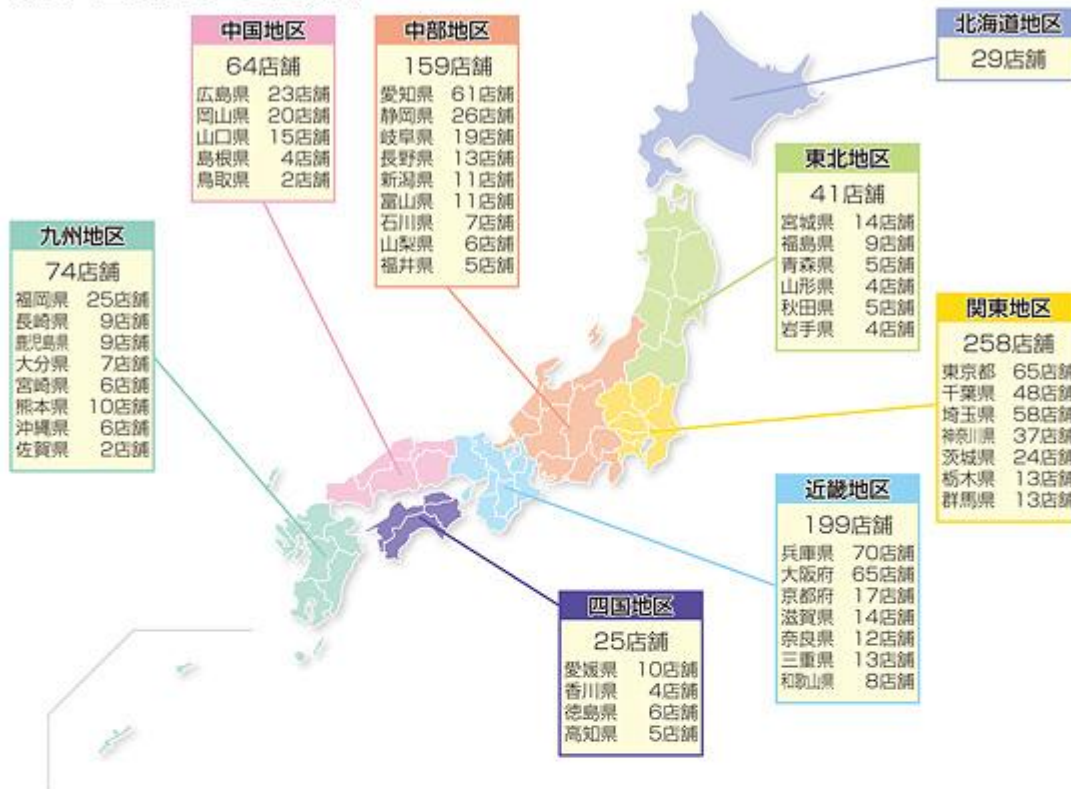 中国地区
64店舗
広島県 23店舗
岡山県 20店舗
山口県 15店舗
島根県 4店舗
鳥取県 2店舗
中部地区
159店舗
愛知県 61店舗
静岡県 26店舗
岐阜県 19店舗
長野県 13店舗
新潟県 11店舗
富山県 11店舗
石川県 7店舗
山梨県 6店舗
福井県 5店舗
北海道地区
29店舗
東北地区
41店舗
宮城県 14店舗
福島県 9店舗
青森県 5店舗
山形県 4店舗
秋田県 5店舗
岩手県 4店舗
九州地区
74店舗
福岡県 25店舗
長崎県 9店舗
鹿児島県 9店舗
大分県 7店舗
宮崎県 6店舗
熊本県 10店舗
沖縄県 6店舗
佐賀県 2店舗
関東地区
258店舗
東京都 65店舗
千葉県 48店舗
埼玉県 58店舗
神奈川県 37店舗
茨城県 24店舗
栃木県 13店舗
群馬県 13店舗
近畿地区
199店舗
兵庫県 70店舗
大阪府 65店舗
京都府 17店舗
滋賀県 14店舗
奈良県 12店舗
三重県 13店舗
和歌山県 8店舗
四国地区
25店舗
愛媛県 10店舗
香川県 4店舗
徳島県 6店舗
高知県 5店舗